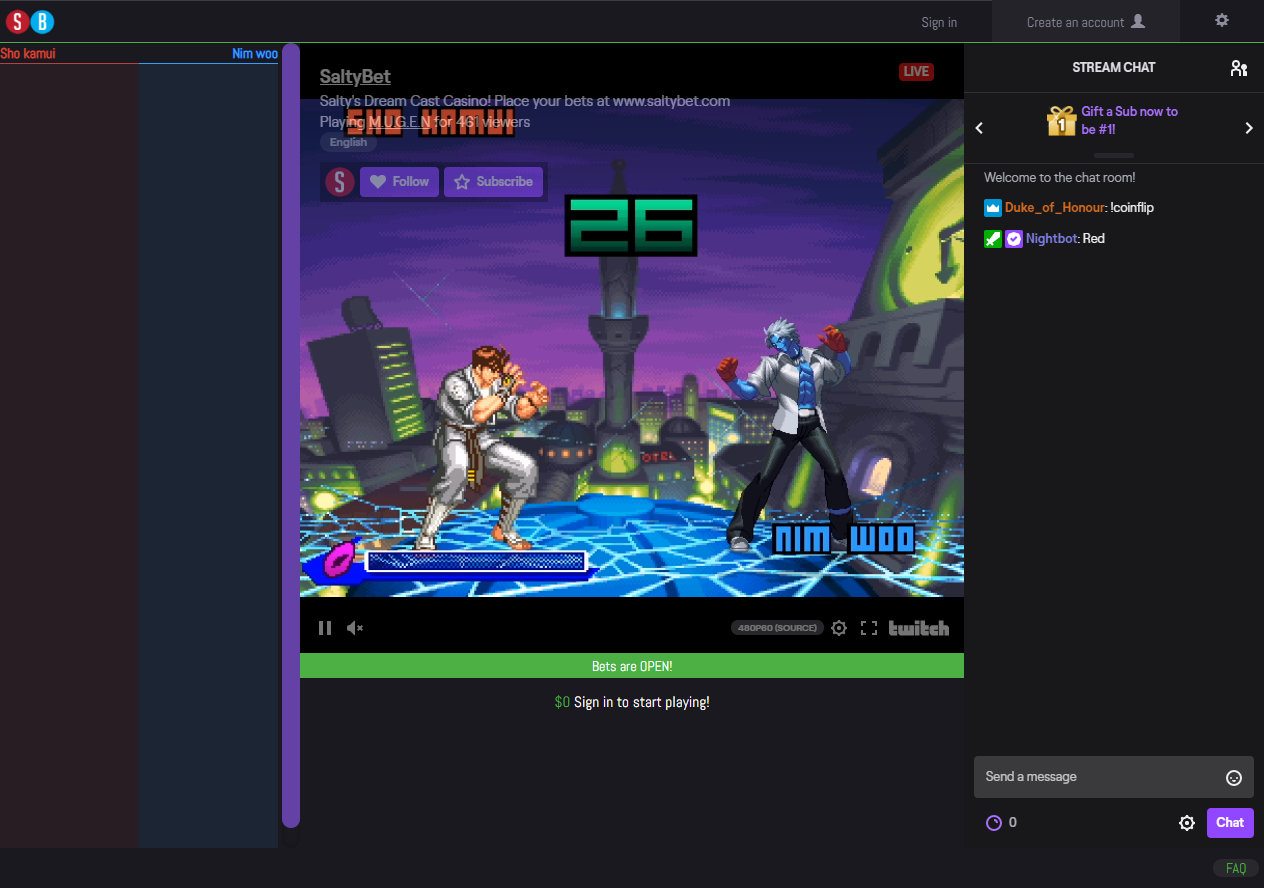 S B
Sign in
Create an account
Sho kamui
Nim woo
SaltyBet
LIVE
Salty's Dream Cast Casino! Place your bets at www.saltybet.com
Playing M.U.G.E.N for 461 viewers
SHO KAMUI
English
S
Follow
Subscribe
26
HOTEL
NIM WOO
480P60 (SOURCE)
twitch
Bets are OPEN!
$0 Sign in to start playing!
STREAM CHAT
1
Gift a Sub now to
be #1!
Welcome to the chat room!
Duke_of_Honour: !coinflip
Nightbot: Red
Send a message
0
Chat
FAQ